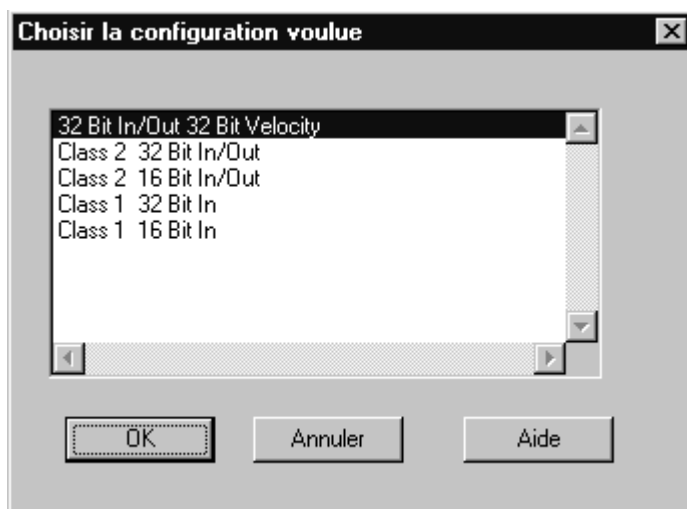 Choisir la configuration voulue
32 Bit In/Out 32 Bit Velocity
Class 2 32 Bit In/Out
Class 2 16 Bit In/Out
Class 1 32 Bit In
Class 1 16 Bit In
OK Annuler Aide